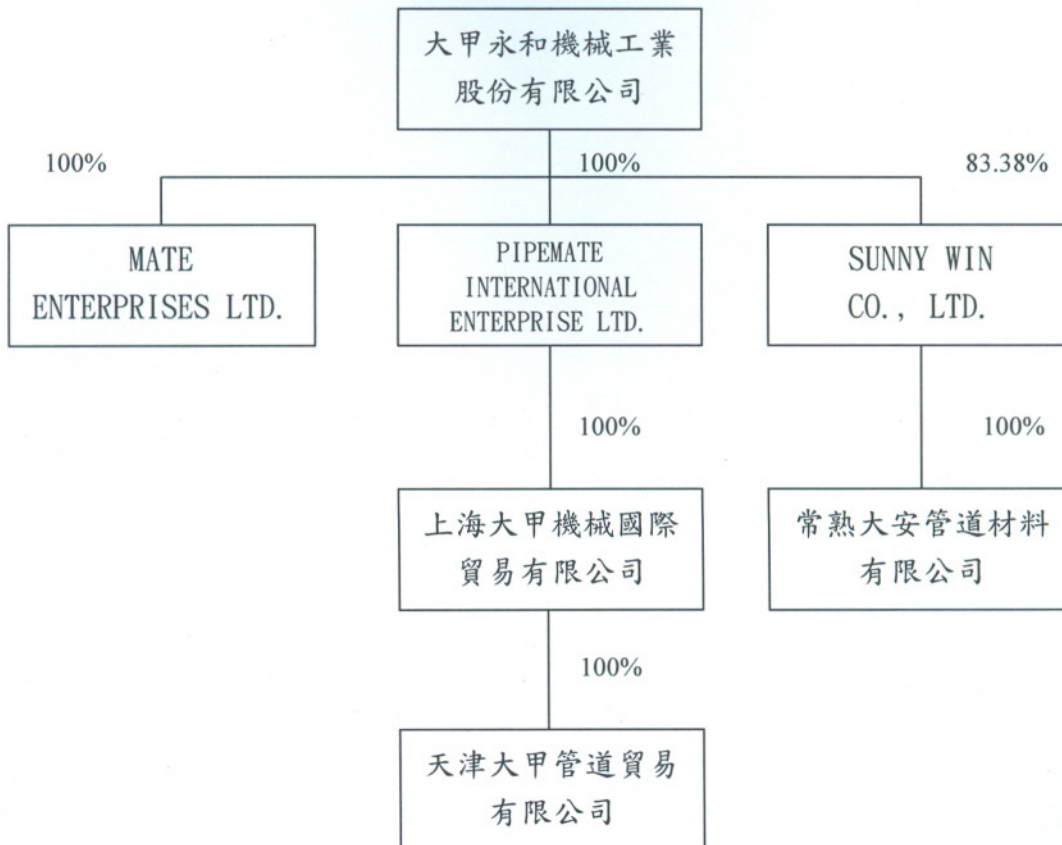 大甲永和機械工業
股份有限公司
100%
100%
83.38%
MATE
ENTERPRISES LTD.
PIPEMATE
INTERNATIONAL
ENTERPRISE LTD.
SUNNY WIN
CO., LTD.
100%
100%
上海大甲機械國際
貿易有限公司
常熟大安管道材料
有限公司
100%
天津大甲管道貿易
有限公司